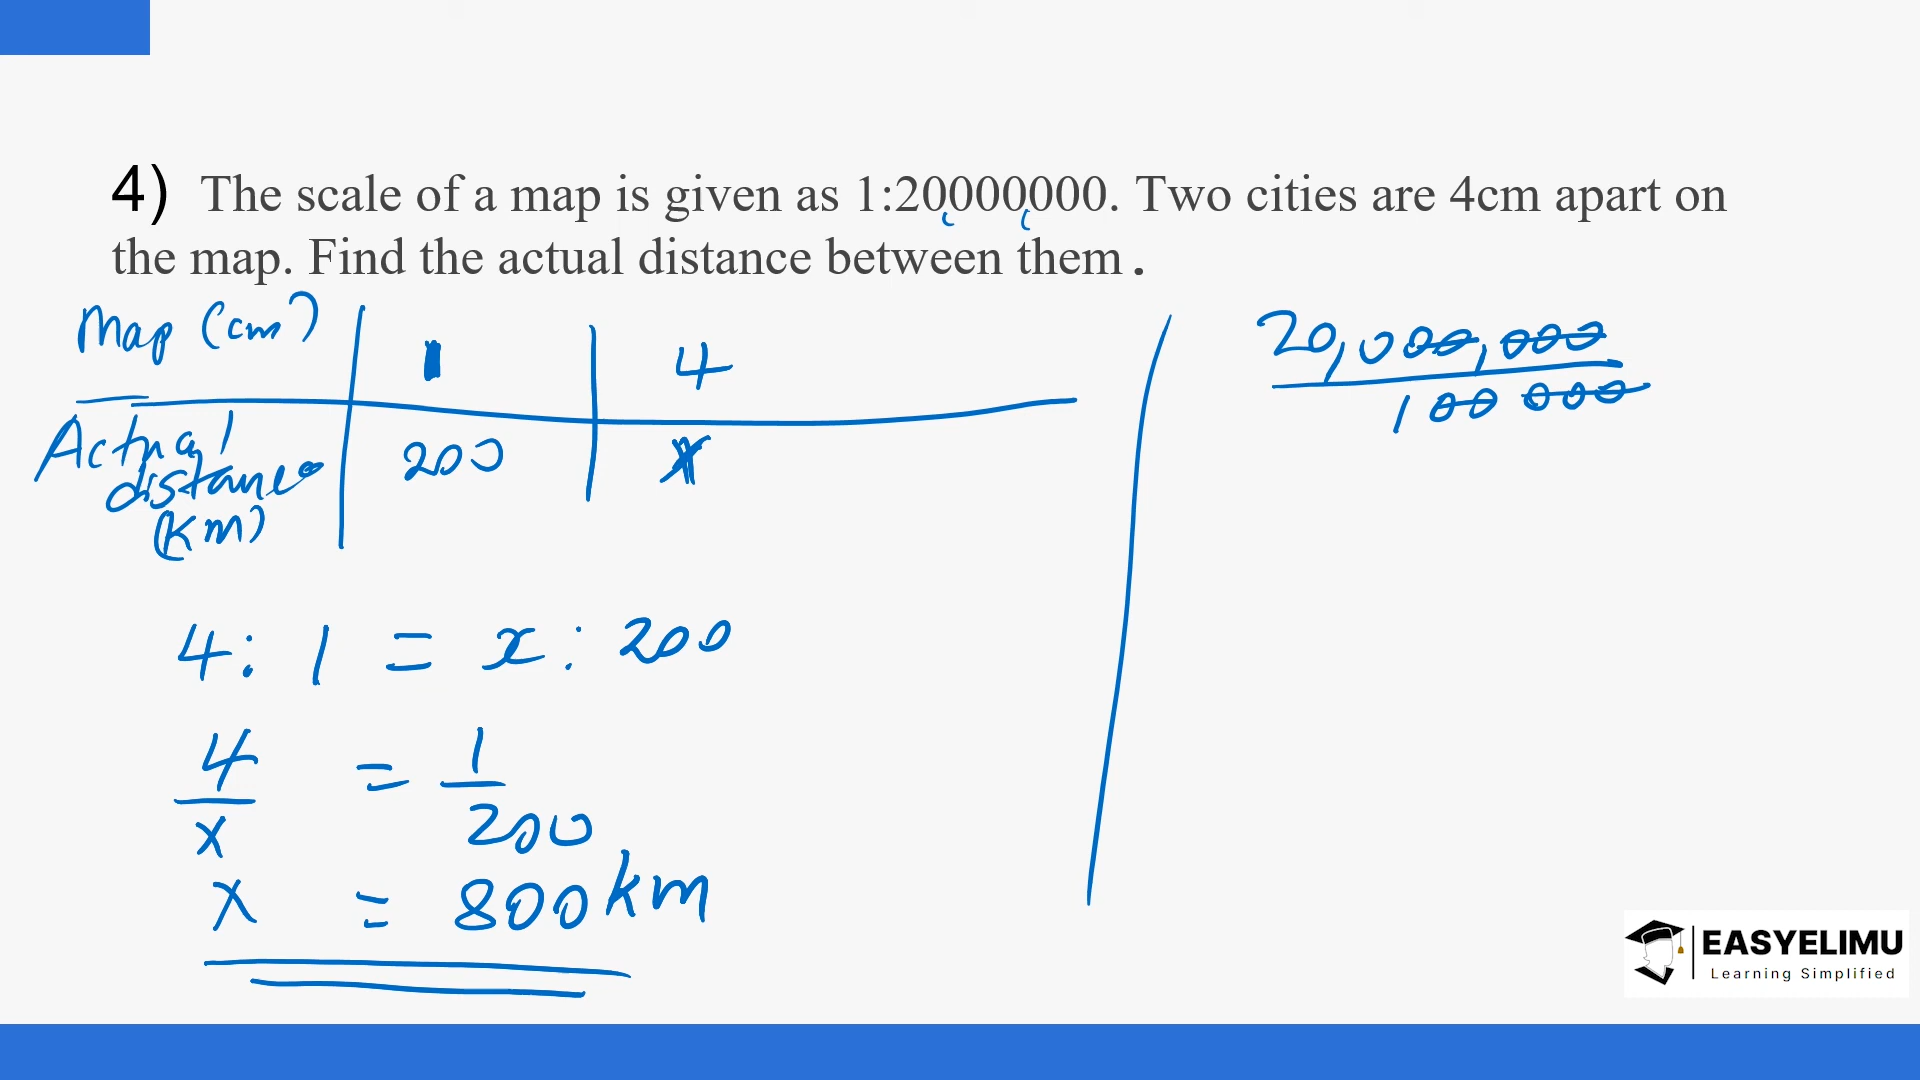 4) The scale of a map is given as 1:20000000. Two cities are 4cm apart on
the map. Find the actual distance between them.
Map (cm) 1 4
Actual distance (Km) 200 x
4 : 1 = x : 200
4/x = 1/200
x = 800km
20,000,000
100 000
EASYELIMU
Learning Simplified